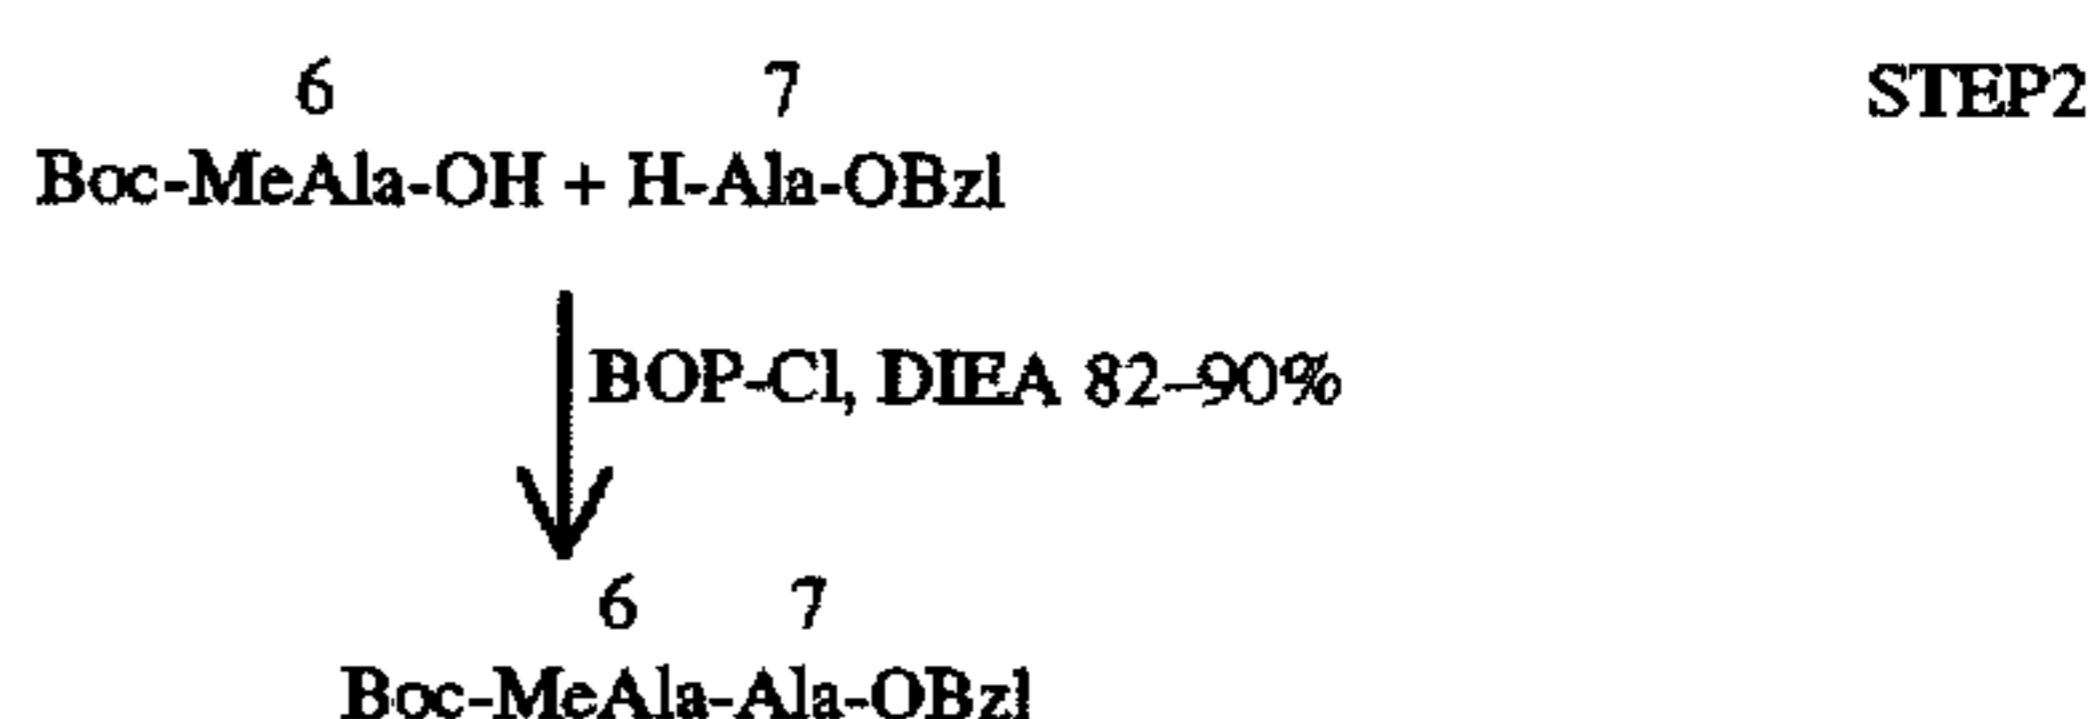 6 7 STEP2
Boc-MeAla-OH + H-Ala-OBzl
BOP-Cl, DIEA 82–90%
6 7
Boc-MeAla-Ala-OBzl